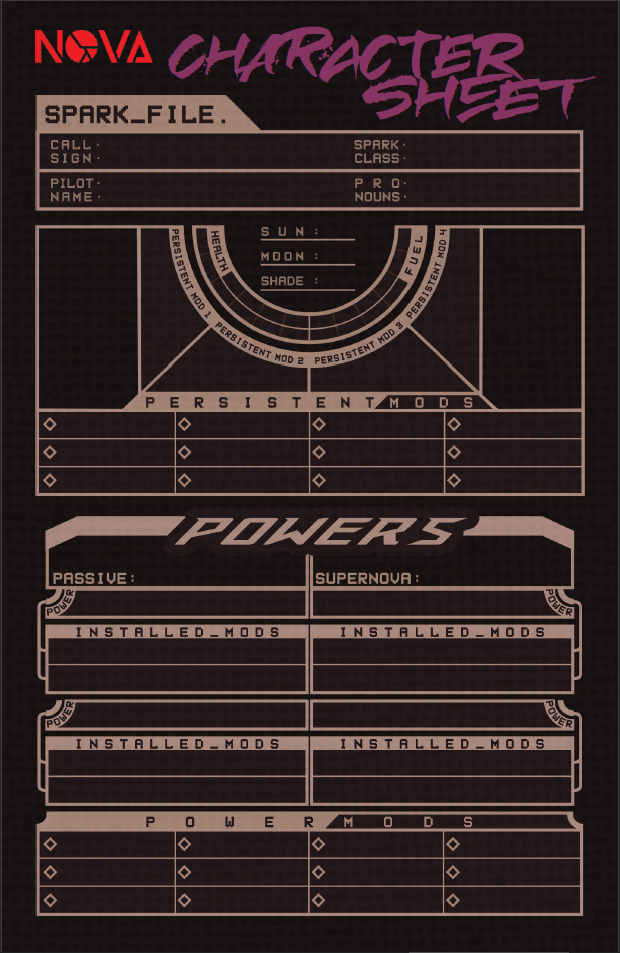 NOVA CHARACTER
SHEET
SPARK_FILE.
CALL· SPARK·
SIGN· CLASS·
PILOT· PRO·
NAME· NOUNS·
SUN:
MOON:
SHADE:
HEALTH FUEL
PERSISTENT MOD 1 PERSISTENT MOD 2 PERSISTENT MOD 3 PERSISTENT MOD 4
PERSISTENT MODS
POWERS
PASSIVE: SUPERNOVA:
POWER POWER
INSTALLED_MODS INSTALLED_MODS
POWER POWER
INSTALLED_MODS INSTALLED_MODS
POWER MODS